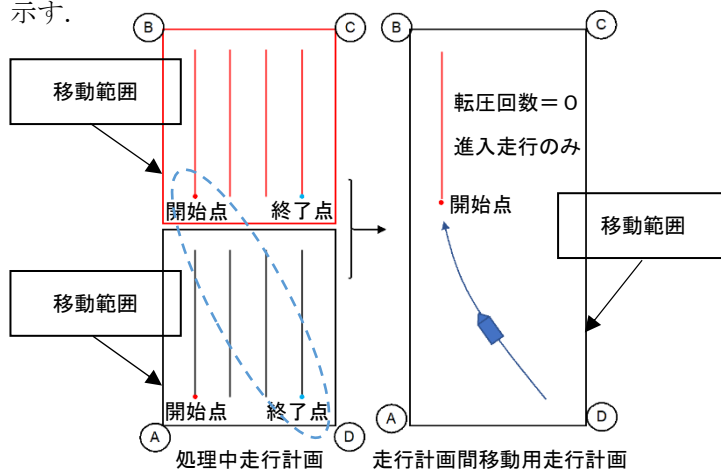 示す.
B
C
移動範囲
開始点
終了点
移動範囲
開始点
終了点
A
D
処理中走行計画
B
C
転圧回数＝０
進入走行のみ
開始点
移動範囲
A
D
走行計画間移動用走行計画